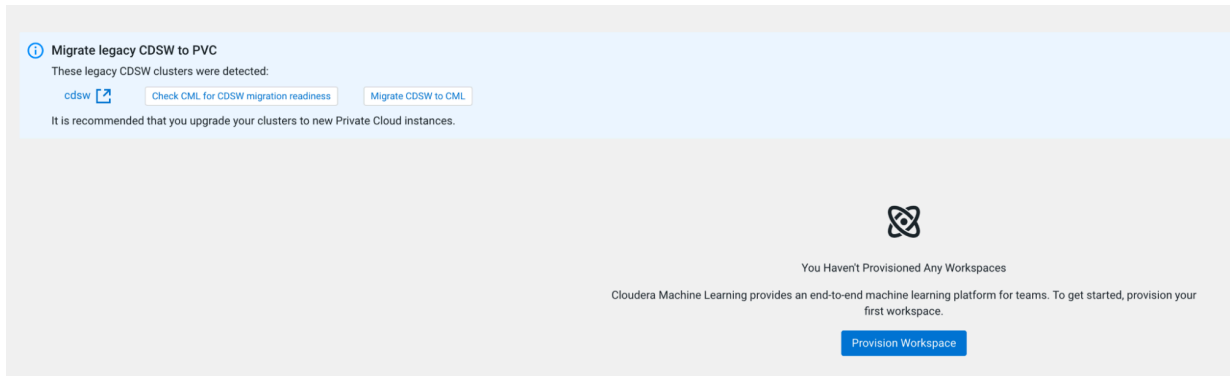 Migrate legacy CDSW to PVC
These legacy CDSW clusters were detected:
cdsw Check CML for CDSW migration readiness Migrate CDSW to CML
It is recommended that you upgrade your clusters to new Private Cloud instances.
You Haven't Provisioned Any Workspaces
Cloudera Machine Learning provides an end-to-end machine learning platform for teams. To get started, provision your
first workspace.
Provision Workspace